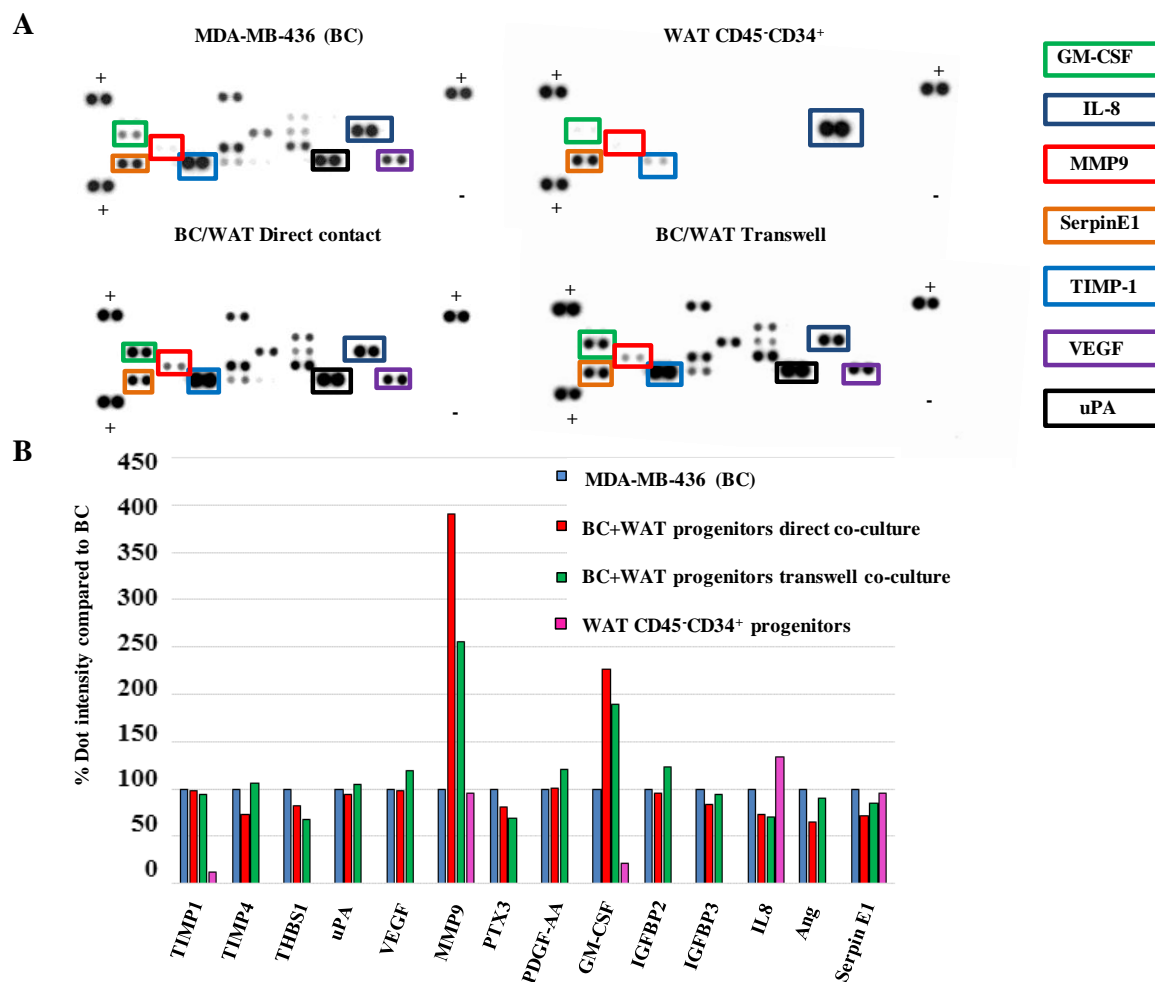 A
MDA-MB-436 (BC)
WAT CD45-CD34+
+
+
+
+
+
-
+
-
GM-CSF
IL-8
MMP9
SerpinE1
TIMP-1
VEGF
uPA
BC/WAT Direct contact
BC/WAT Transwell
+
+
+
+
+
-
+
-
B
% Dot intensity compared to BC
450
400
350
300
250
200
150
100
50
0
MDA-MB-436 (BC)
BC+WAT progenitors direct co-culture
BC+WAT progenitors transwell co-culture
WAT CD45-CD34+ progenitors
TIMP1
TIMP4
THBS1
uPA
VEGF
MMP9
PTX3
PDGF-AA
GM-CSF
IGFBP2
IGFBP3
IL8
Ang
Serpin E1